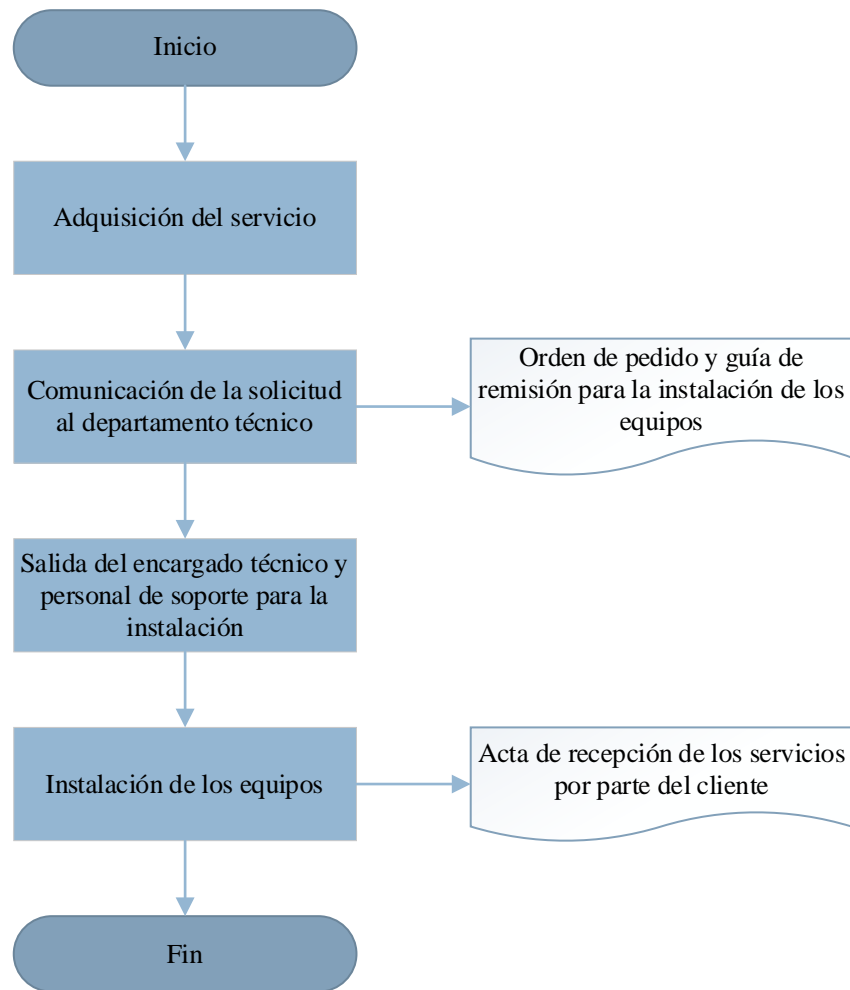 Inicio
Adquisición del servicio
Comunicación de la solicitud
al departamento técnico
Orden de pedido y guía de
remisión para la instalación de los
equipos
Salida del encargado técnico y
personal de soporte para la
instalación
Instalación de los equipos
Acta de recepción de los servicios
por parte del cliente
Fin